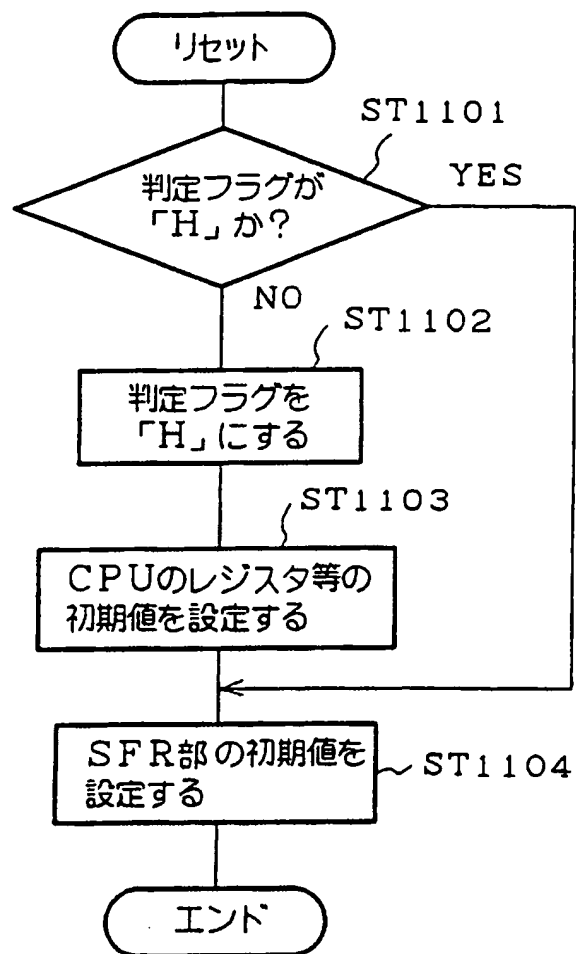 リセット
ST1101
判定フラグが
「H」か?
YES
NO
ST1102
判定フラグを
「H」にする
ST1103
CPUのレジスタ等の
初期値を設定する
SFR部の初期値を
設定する
ST1104
エンド